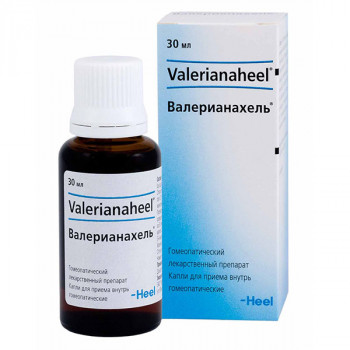 30 мл
Valerianaheel®
Валерианахель®
Гомеопатический
лекарственный препарат
Капли для приема внутрь
гомеопатические
-Heel
30 мл
Valerianaheel®
Валерианахель®
Гомеопатический
лекарственный препарат
Капли для приема внутрь
гомеопатические
-Heel